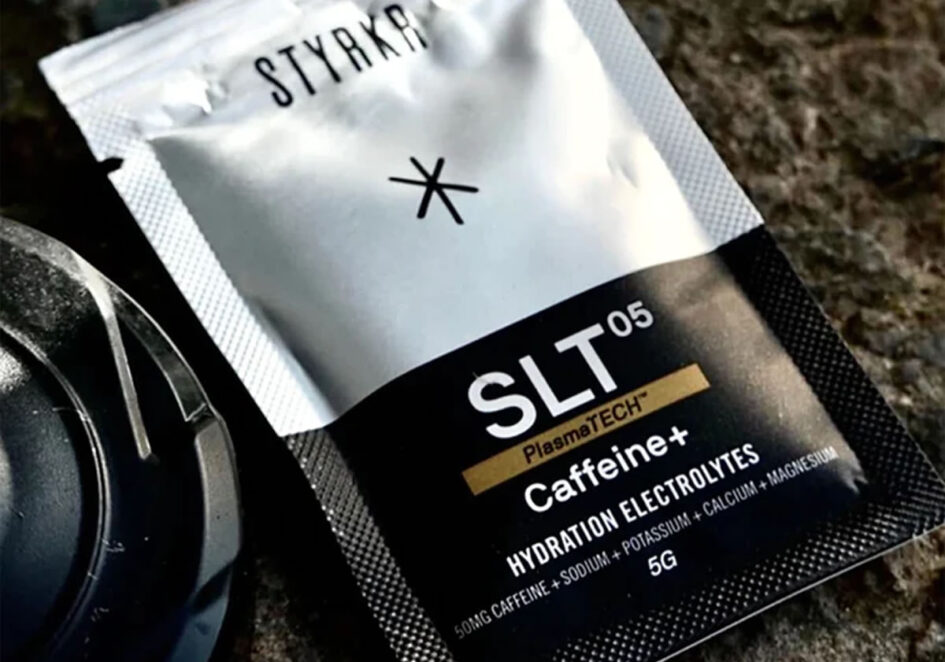 STYRKR
SLT05
PlasmaTECH™
Caffeine+
HYDRATION ELECTROLYTES
50MG CAFFEINE + SODIUM + POTASSIUM + CALCIUM + MAGNESIUM
5G